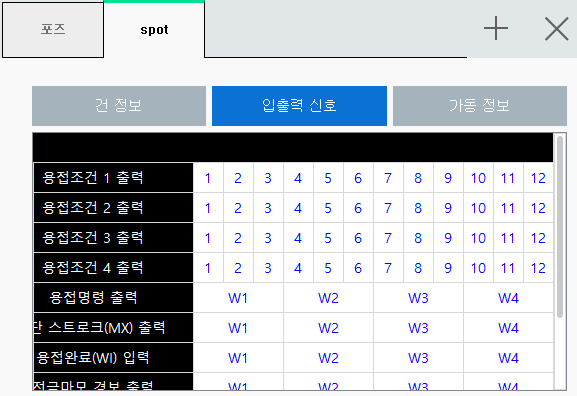 포즈 spot
건 정보 입출력 신호 가동 정보
용접조건 1 출력 1 2 3 4 5 6 7 8 9 10 11 12
용접조건 2 출력 1 2 3 4 5 6 7 8 9 10 11 12
용접조건 3 출력 1 2 3 4 5 6 7 8 9 10 11 12
용접조건 4 출력 1 2 3 4 5 6 7 8 9 10 11 12
용접명령 출력 W1 W2 W3 W4
스트로크(MX) 출력 W1 W2 W3 W4
용접완료(WI) 입력 W1 W2 W3 W4
경보 출력 W1 W2 W3 W4